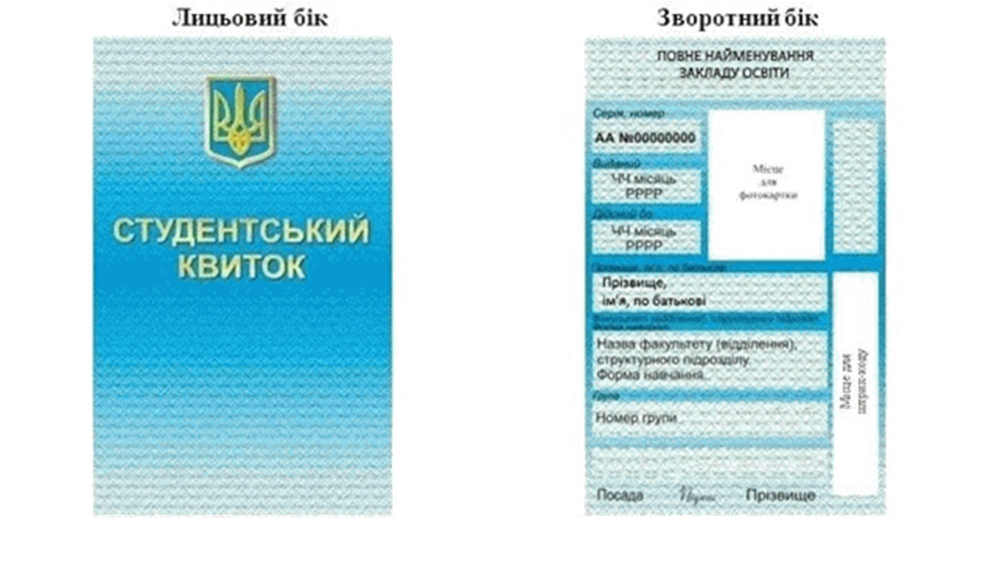 Лицьовий бік
СТУДЕНТСЬКИЙ
КВИТОК
Зворотний бік
ПОВНЕ НАЙМЕНУВАННЯ
ЗАКЛАДУ ОСВІТИ
Серія, номер
АА №00000000
Виданий
ЧЧ місяць
РРРР
Дійсний до
ЧЧ місяць
РРРР
Місце
для
фотокартки
Прізвище, ім'я, по батькові
Прізвище,
ім'я, по батькові
Назва факультету (відділення),
структурного підрозділу.
Форма навчання.
Група
Номер групи
Місце для
штрих-коду
Посада Підпис Прізвище